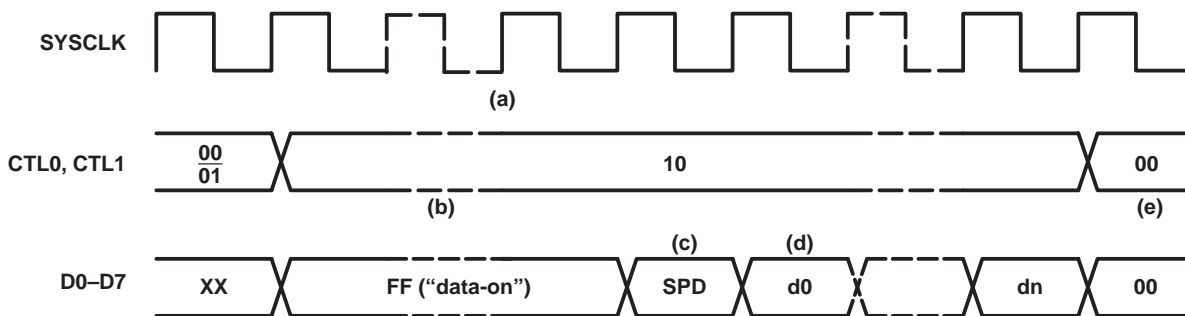 SYSCLK
(a)
CTL0, CTL1
00
01
10
00
(b)
(e)
(c)
(d)
D0–D7
XX
FF (“data-on”)
SPD
d0
dn
00